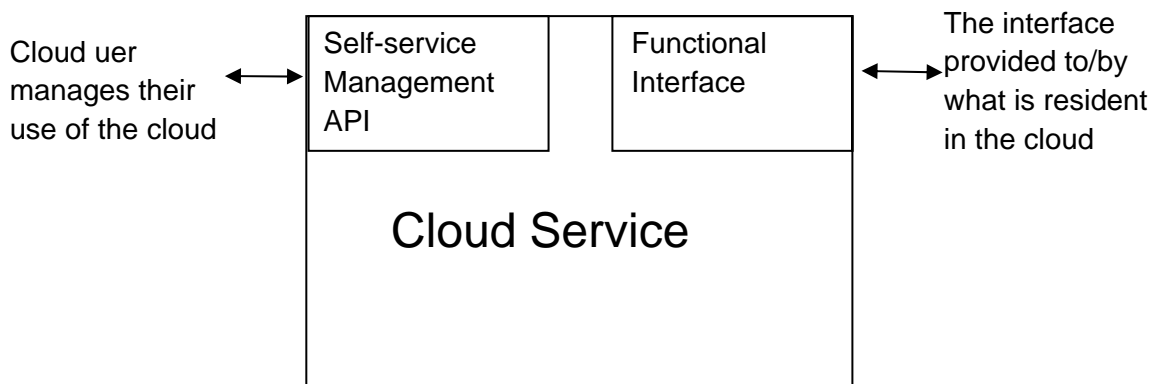 Cloud uer
manages their
use of the cloud
Self-service
Management
API
Functional
Interface
The interface
provided to/by
what is resident
in the cloud
Cloud Service